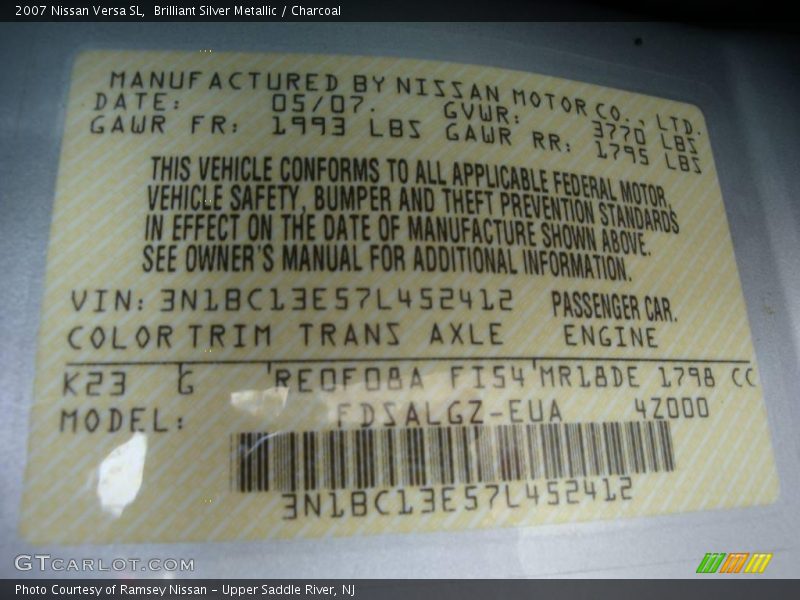 2007 Nissan Versa SL,  Brilliant Silver Metallic / Charcoal
MANUFACTURED BY NISSAN MOTOR CO., LTD.
DATE: 05/07. GVWR: 3770 LBS
GAWR FR: 1993 LBS GAWR RR: 1795 LBS
THIS VEHICLE CONFORMS TO ALL APPLICABLE FEDERAL MOTOR
VEHICLE SAFETY, BUMPER AND THEFT PREVENTION STANDARDS
IN EFFECT ON THE DATE OF MANUFACTURE SHOWN ABOVE.
SEE OWNER'S MANUAL FOR ADDITIONAL INFORMATION.
VIN: 3N1BC13E57L452412 PASSENGER CAR.
COLOR TRIM TRANS AXLE ENGINE
K23 G RE0F08A FI54 MR18DE 1798 CC
MODEL: FDSALGZ-EUA 4Z000
3N1BC13E57L452412
GTCARLOT.COM
Photo Courtesy of Ramsey Nissan - Upper Saddle River, NJ